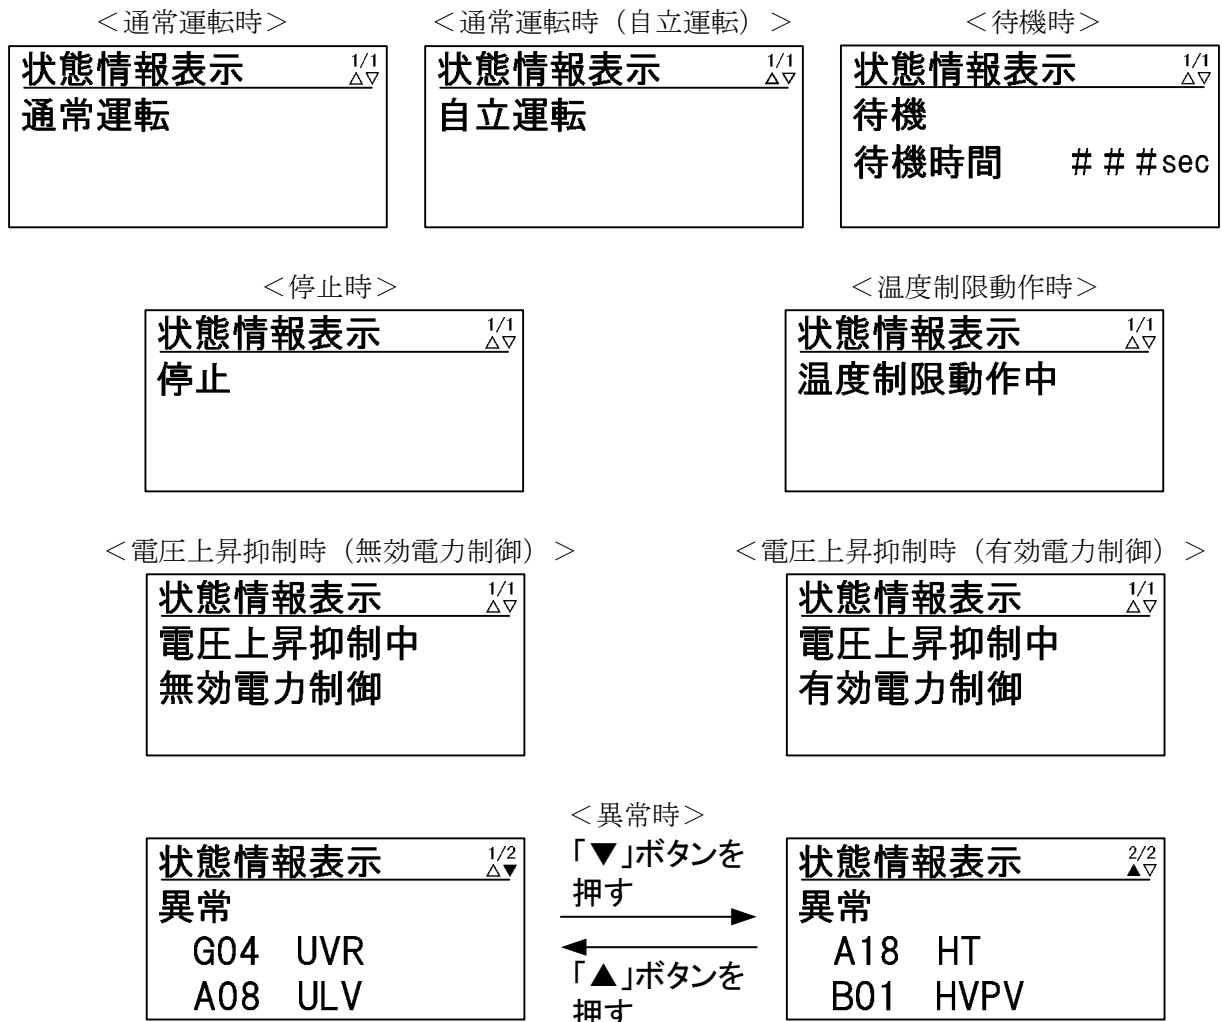 ＜通常運転時＞
状態情報表示 1/1
△▽
通常運転
＜通常運転時（自立運転）＞
状態情報表示 1/1
△▽
自立運転
＜待機時＞
状態情報表示 1/1
△▽
待機
待機時間 ＃＃＃sec
＜停止時＞
状態情報表示 1/1
△▽
停止
＜温度制限動作時＞
状態情報表示 1/1
△▽
温度制限動作中
＜電圧上昇抑制時（無効電力制御）＞
状態情報表示 1/1
△▽
電圧上昇抑制中
無効電力制御
＜電圧上昇抑制時（有効電力制御）＞
状態情報表示 1/1
△▽
電圧上昇抑制中
有効電力制御
＜異常時＞
状態情報表示 1/2
△▼
異常
G04 UVR
A08 ULV
「▼」ボタンを
押す
「▲」ボタンを
押す
状態情報表示 2/2
▲▽
異常
A18 HT
B01 HVPV